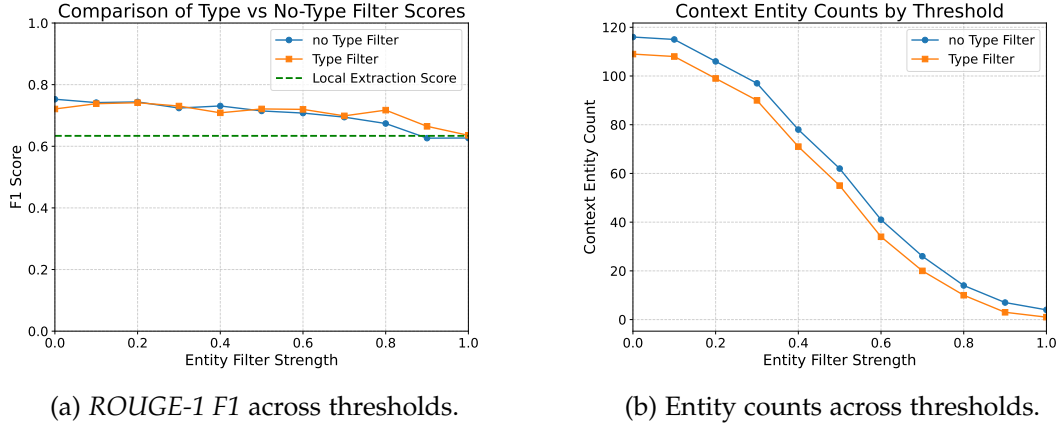 Comparison of Type vs No-Type Filter Scores
1.0
0.8
0.6
0.4
0.2
0.0
F1 Score
no Type Filter
Type Filter
Local Extraction Score
0.0 0.2 0.4 0.6 0.8 1.0
Entity Filter Strength
(a) ROUGE-1 F1 across thresholds.
Context Entity Counts by Threshold
120
100
80
60
40
20
0
Context Entity Count
no Type Filter
Type Filter
0.0 0.2 0.4 0.6 0.8 1.0
Entity Filter Strength
(b) Entity counts across thresholds.